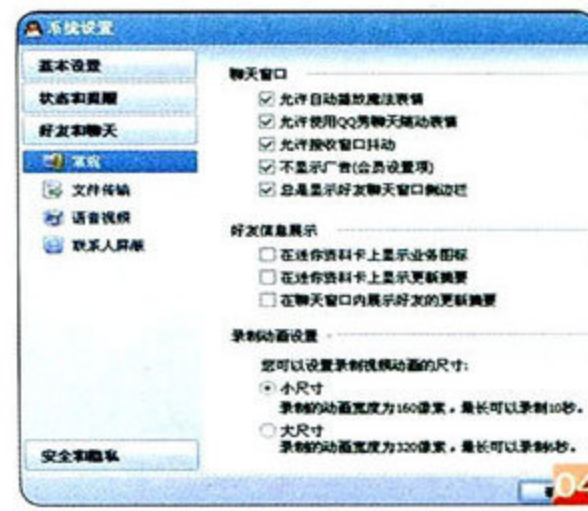 系统设置
基本设置
状态和提醒
好友和聊天
常规
文件传输
语音视频
联系人屏蔽
安全和隐私
聊天窗口
允许自动播放魔法表情
允许使用QQ秀聊天随动表情
允许接收窗口抖动
不显示广告(会员设置项)
总是显示好友聊天窗口侧边栏
好友信息展示
在迷你资料卡上显示业务图标
在迷你资料卡上显示更新摘要
在聊天窗口内展示好友的更新摘要
录制动画设置
您可以设置录制视频动画的尺寸:
小尺寸
录制的动画宽度为160像素,最长可以录制10秒。
大尺寸
录制的动画宽度为320像素,最长可以录制6秒。
04